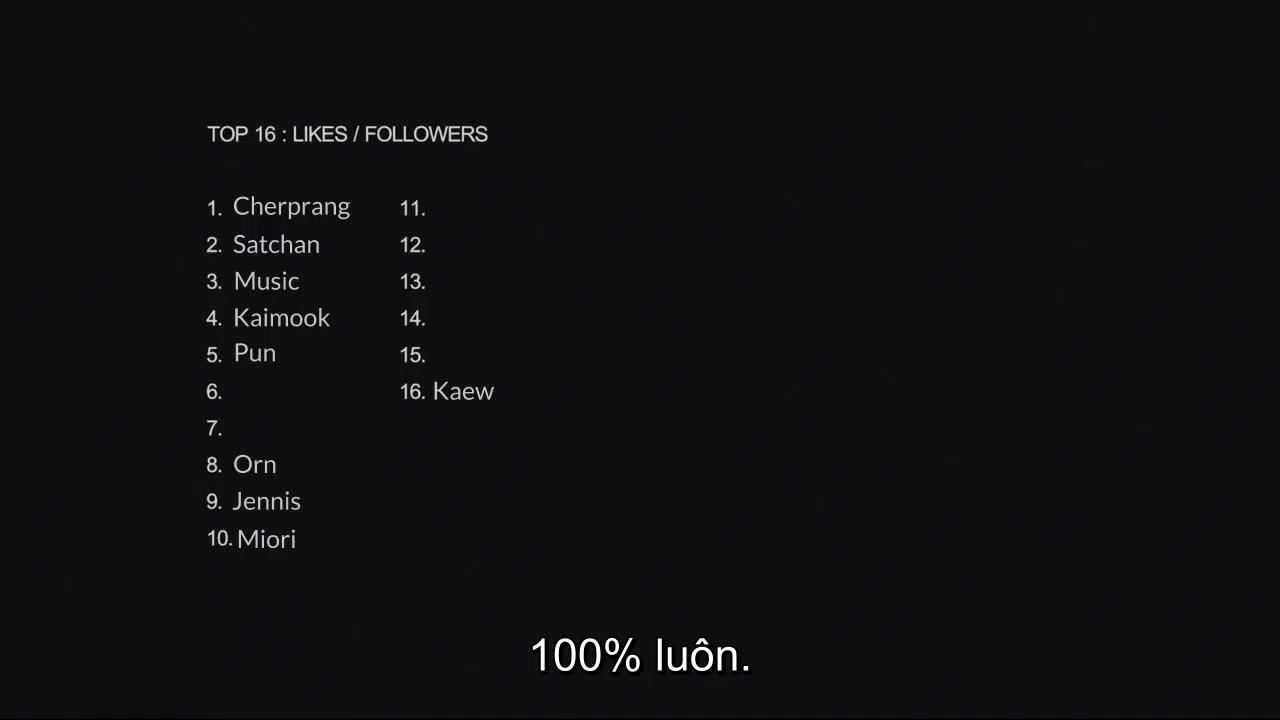 TOP 16 : LIKES / FOLLOWERS
1. Cherprang
2. Satchan
3. Music
4. Kaimook
5. Pun
6.
7.
8. Orn
9. Jennis
10. Miori
11.
12.
13.
14.
15.
16. Kaew
100% luôn.